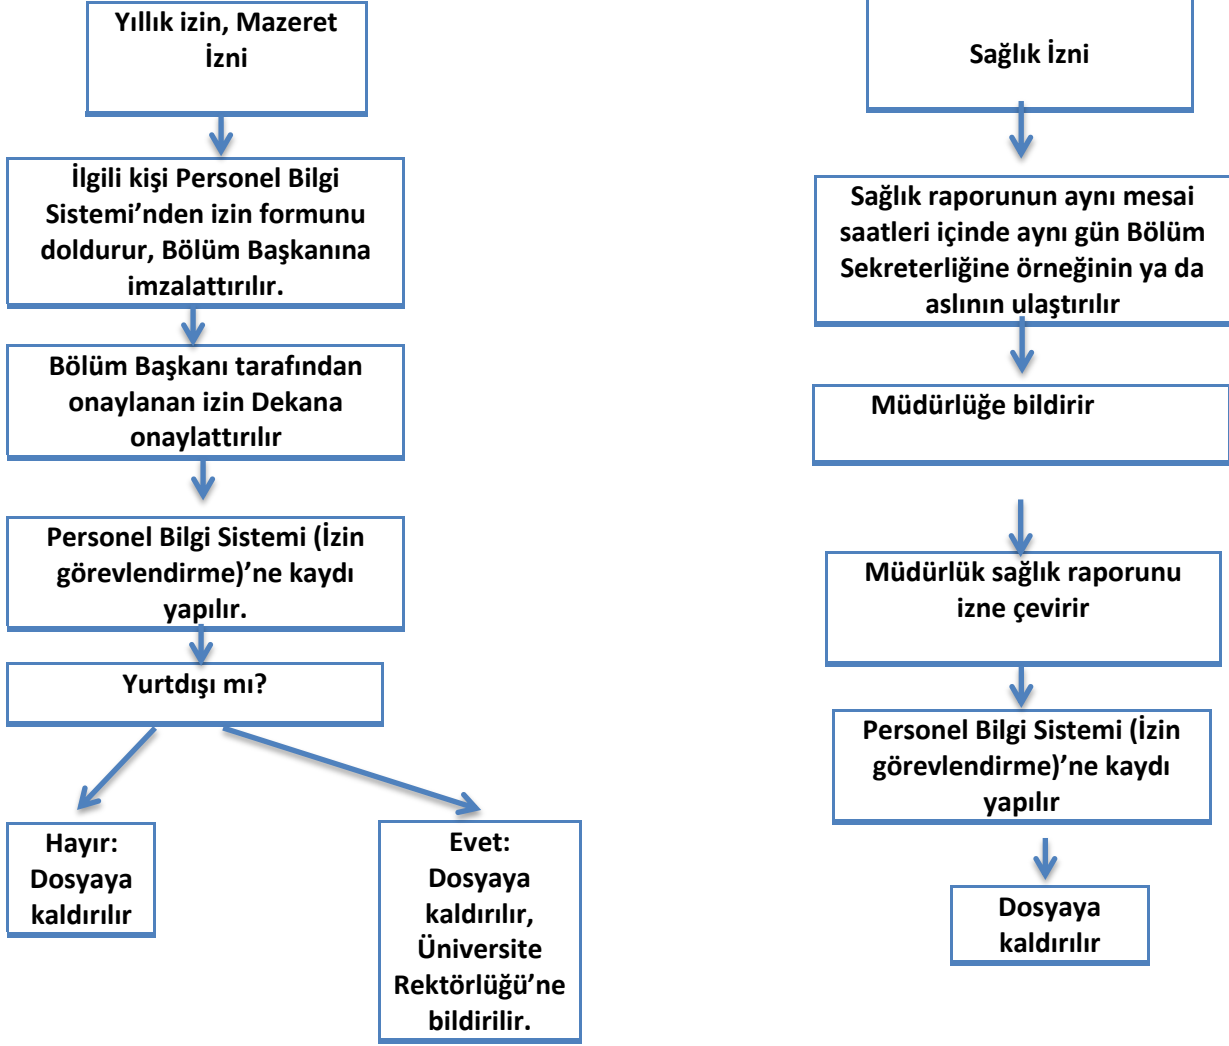 Yıllık izin, Mazeret
İzni
İlgili kişi Personel Bilgi
Sistemi’nden izin formunu
doldurur, Bölüm Başkanına
imzalattırılır.
Bölüm Başkanı tarafından
onaylanan izin Dekana
onaylattırılır
Personel Bilgi Sistemi (İzin
görevlendirme)’ne kaydı
yapılır.
Yurtdışı mı?
Hayır:
Dosyaya
kaldırılır
Evet:
Dosyaya
kaldırılır,
Üniversite
Rektörlüğü’ne
bildirilir.
Sağlık İzni
Sağlık raporunun aynı mesai
saatleri içinde aynı gün Bölüm
Sekreterliğine örneğinin ya da
aslının ulaştırılır
Müdürlüğe bildirir
Müdürlük sağlık raporunu
izne çevirir
Personel Bilgi Sistemi (İzin
görevlendirme)’ne kaydı
yapılır
Dosyaya
kaldırılır